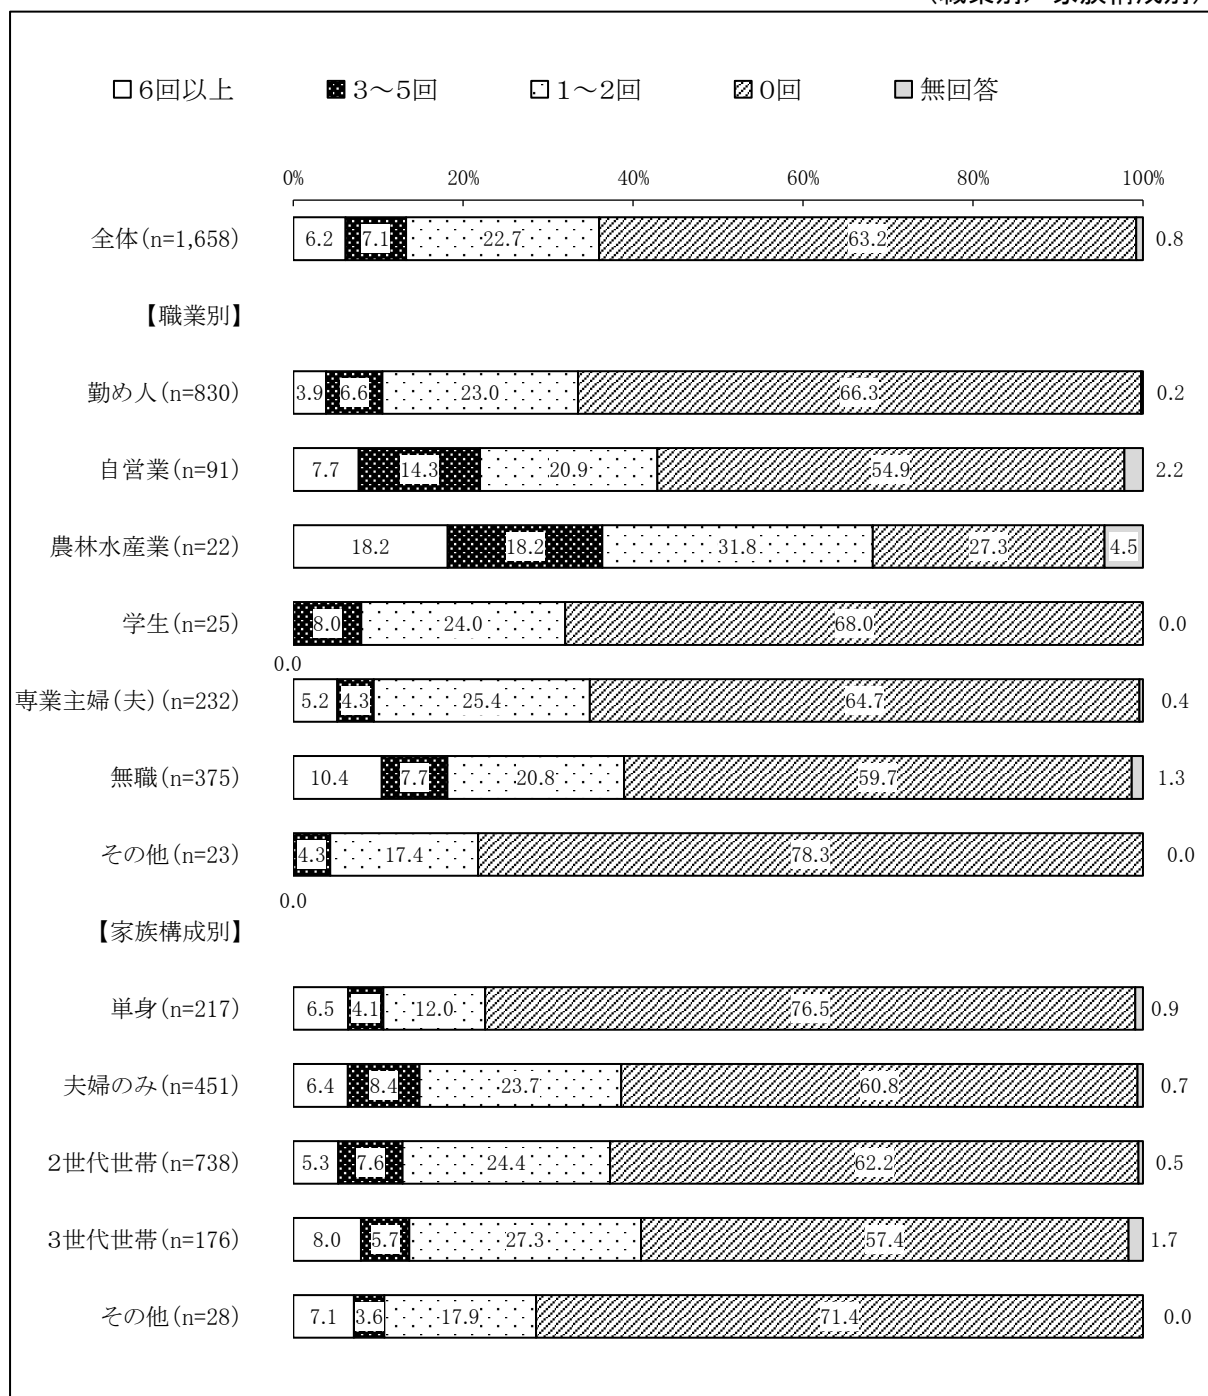 （職業別、家族構成別）
6回以上 3～5回 1～2回 0回 無回答
0% 20% 40% 60% 80% 100%
全体(n=1,658) 6.2 7.1 22.7 63.2 0.8
【職業別】
勤め人(n=830) 3.9 6.6 23.0 66.3 0.2
自営業(n=91) 7.7 14.3 20.9 54.9 2.2
農林水産業(n=22) 18.2 18.2 31.8 27.3 4.5
学生(n=25) 8.0 24.0 68.0 0.0
0.0
専業主婦(夫)(n=232) 5.2 4.3 25.4 64.7 0.4
無職(n=375) 10.4 7.7 20.8 59.7 1.3
その他(n=23) 4.3 17.4 78.3 0.0
0.0
【家族構成別】
単身(n=217) 6.5 4.1 12.0 76.5 0.9
夫婦のみ(n=451) 6.4 8.4 23.7 60.8 0.7
2世代世帯(n=738) 5.3 7.6 24.4 62.2 0.5
3世代世帯(n=176) 8.0 5.7 27.3 57.4 1.7
その他(n=28) 7.1 3.6 17.9 71.4 0.0